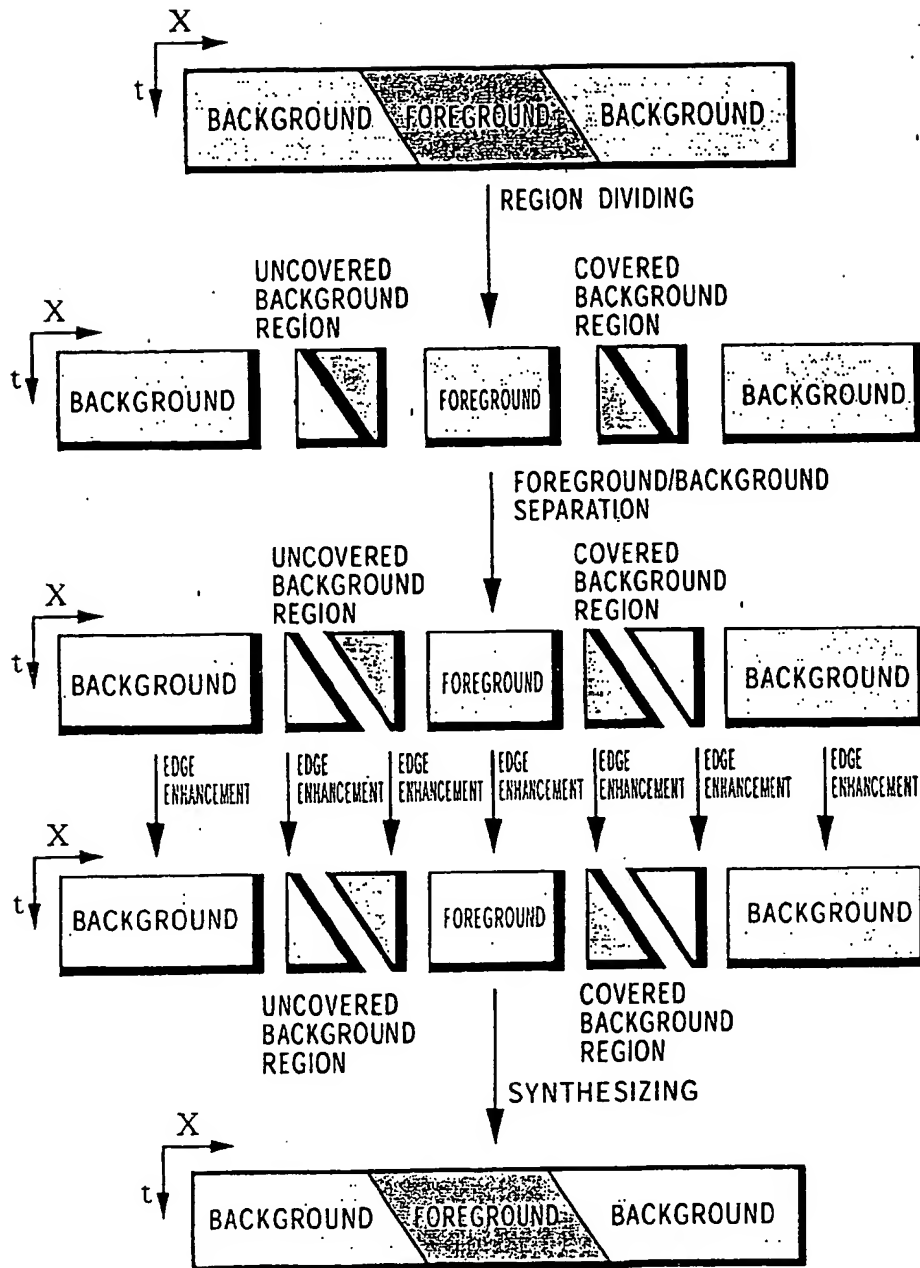 X
t
BACKGROUND FOREGROUND BACKGROUND
REGION DIVIDING
UNCOVERED
BACKGROUND
REGION
COVERED
BACKGROUND
REGION
X
t
BACKGROUND FOREGROUND BACKGROUND
FOREGROUND/BACKGROUND
SEPARATION
UNCOVERED
BACKGROUND
REGION
COVERED
BACKGROUND
REGION
X
t
BACKGROUND FOREGROUND BACKGROUND
EDGE
ENHANCEMENT
EDGE
ENHANCEMENT
EDGE
ENHANCEMENT
EDGE
ENHANCEMENT
EDGE
ENHANCEMENT
EDGE
ENHANCEMENT
EDGE
ENHANCEMENT
X
t
BACKGROUND FOREGROUND BACKGROUND
UNCOVERED
BACKGROUND
REGION
COVERED
BACKGROUND
REGION
SYNTHESIZING
X
t
BACKGROUND FOREGROUND BACKGROUND